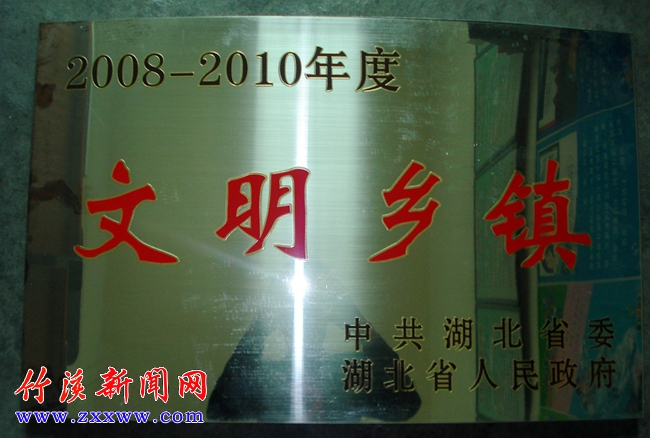 2008-2010年度
文明乡镇
中共湖北省委
湖北省人民政府
竹溪新闻网
www.zxxww.com